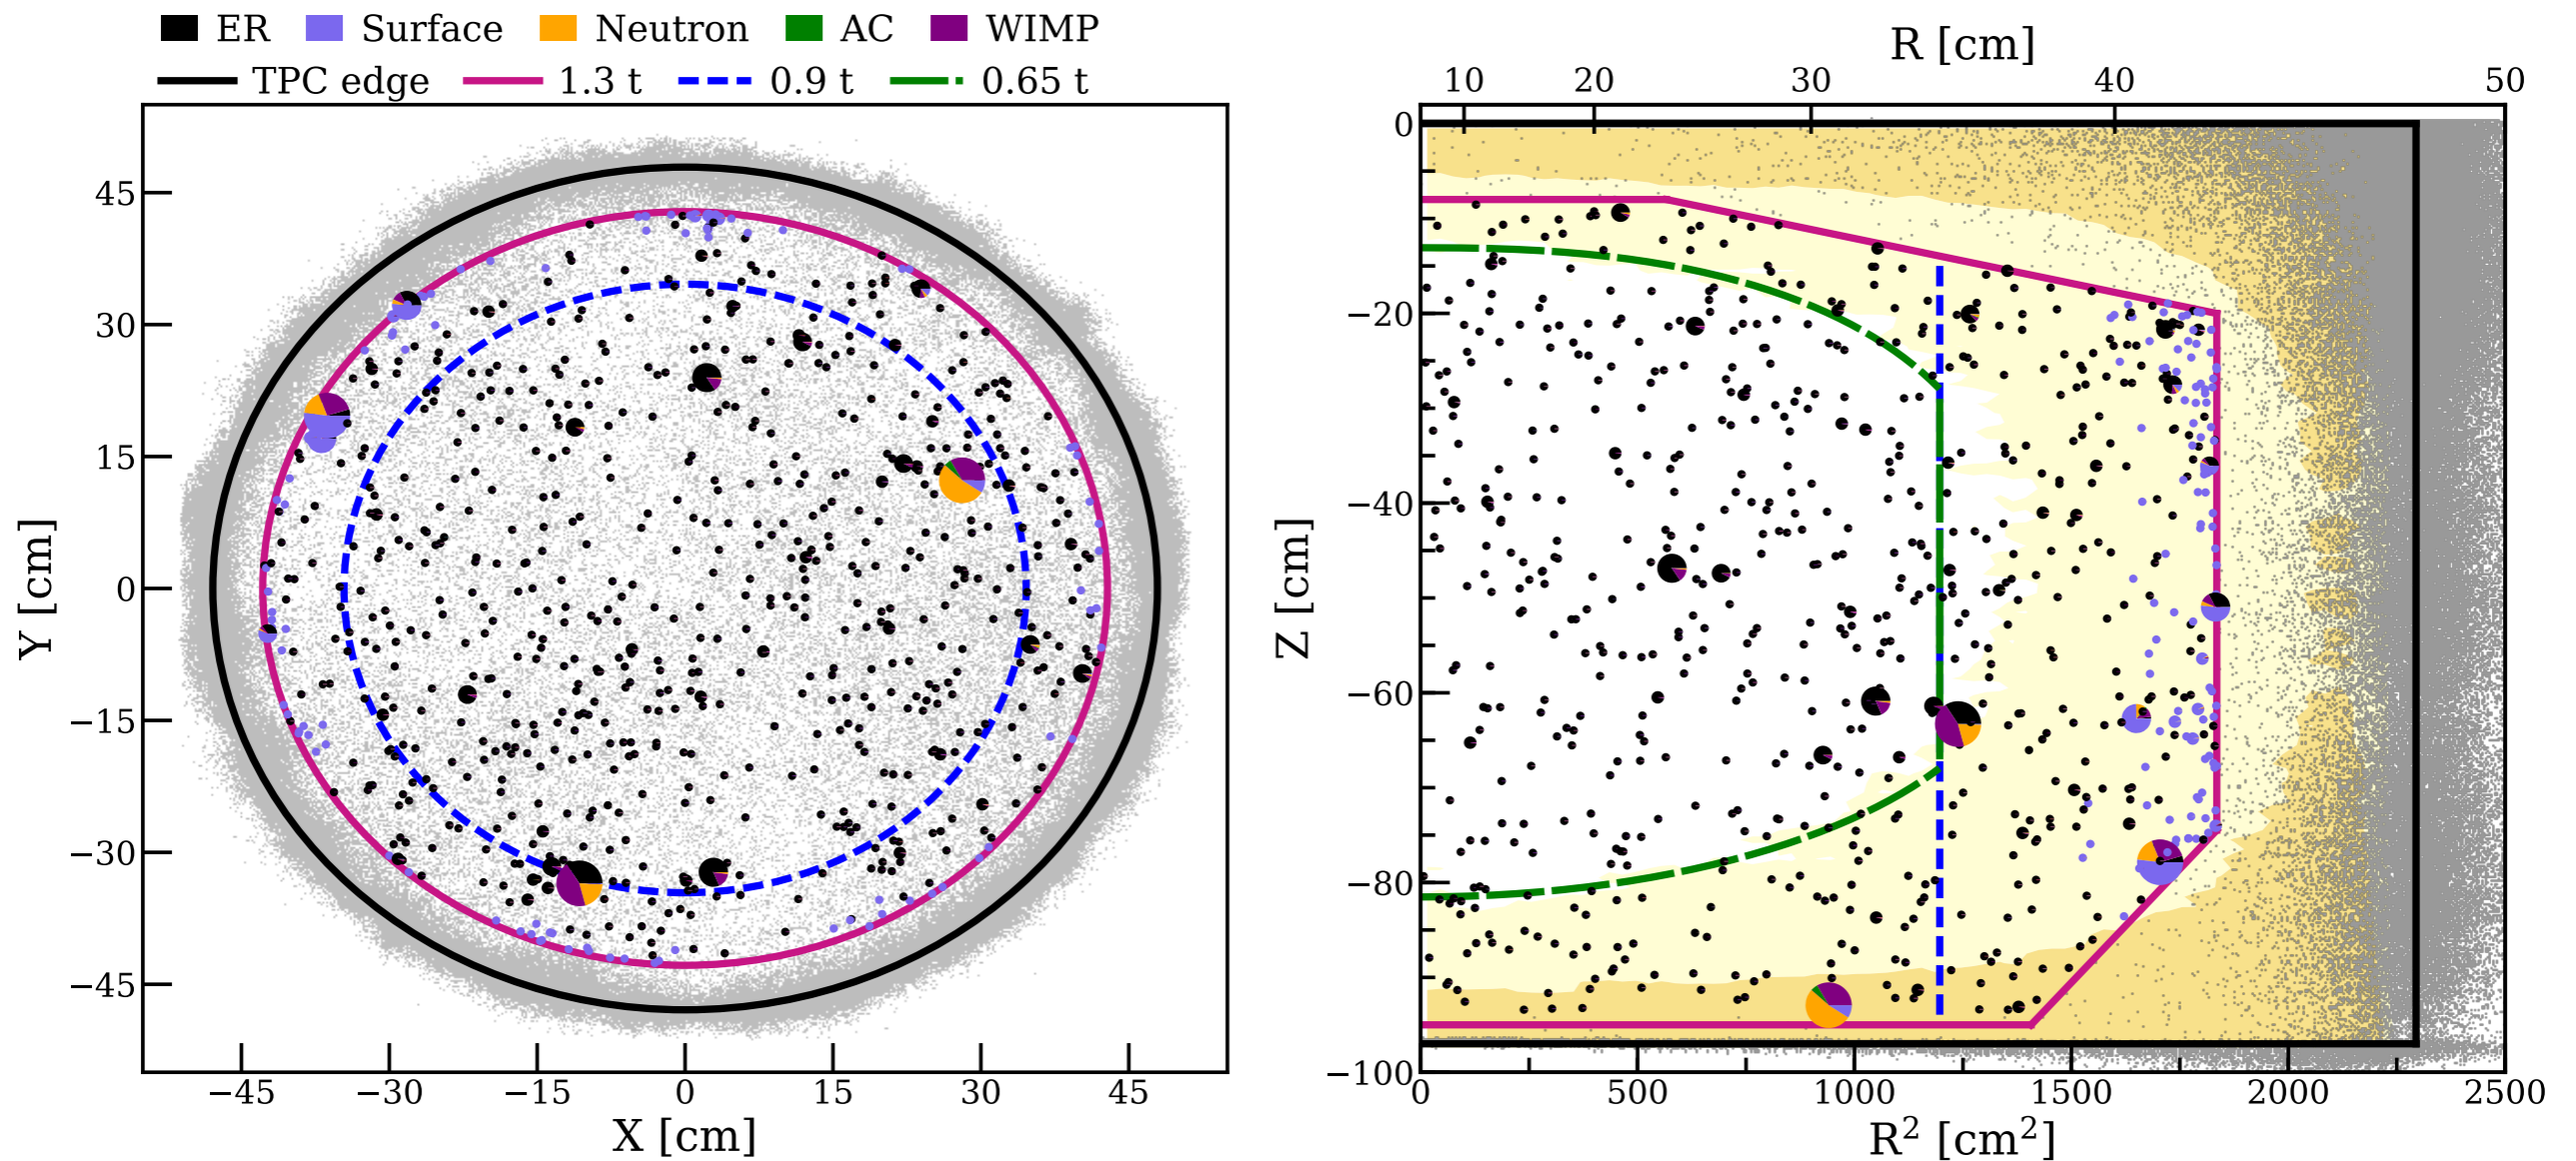 ER Surface Neutron AC WIMP
TPC edge 1.3 t 0.9 t 0.65 t
45
30
15
0
−15
−30
−45
Y [cm]
−45 −30 −15 0 15 30 45
X [cm]
R [cm]
10 20 30 40 50
0
−20
−40
−60
−80
−100
Z [cm]
0 500 1000 1500 2000 2500
R² [cm²]